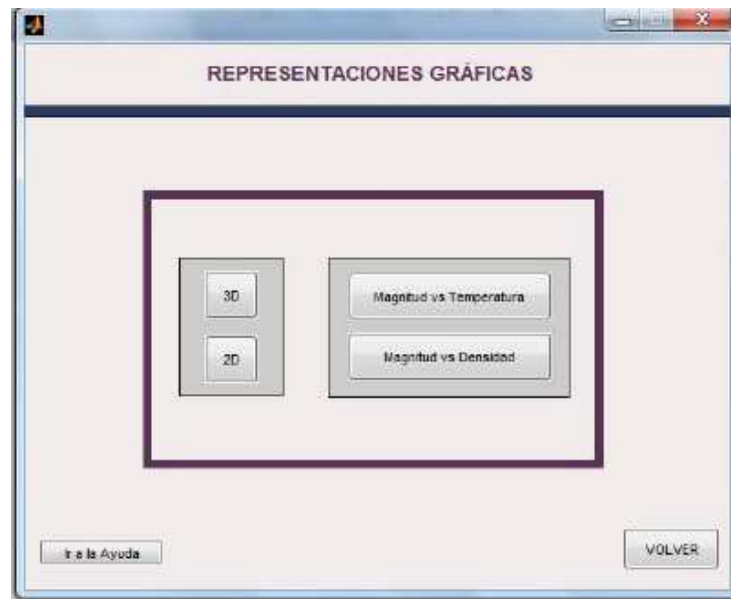 REPRESENTACIONES GRÁFICAS
3D
2D
Magnitud vs Temperatura
Magnitud vs Densidad
Ir a la Ayuda
VOLVER